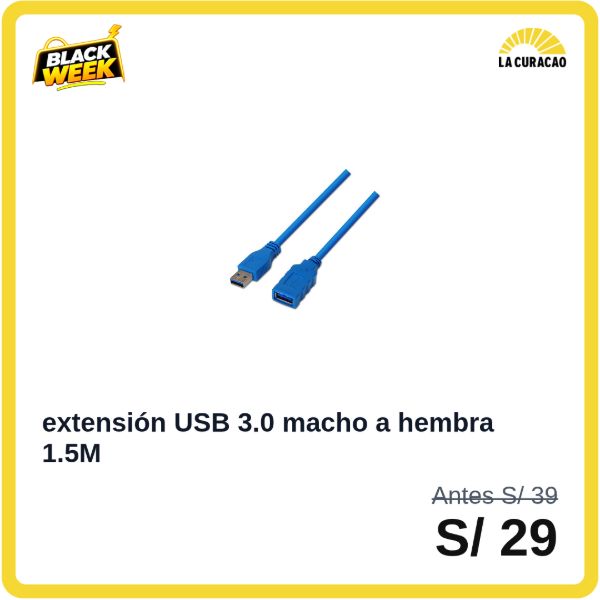 BLACK
WEEK
LA CURACAO
extensión USB 3.0 macho a hembra
1.5M
Antes S/ 39
S/ 29